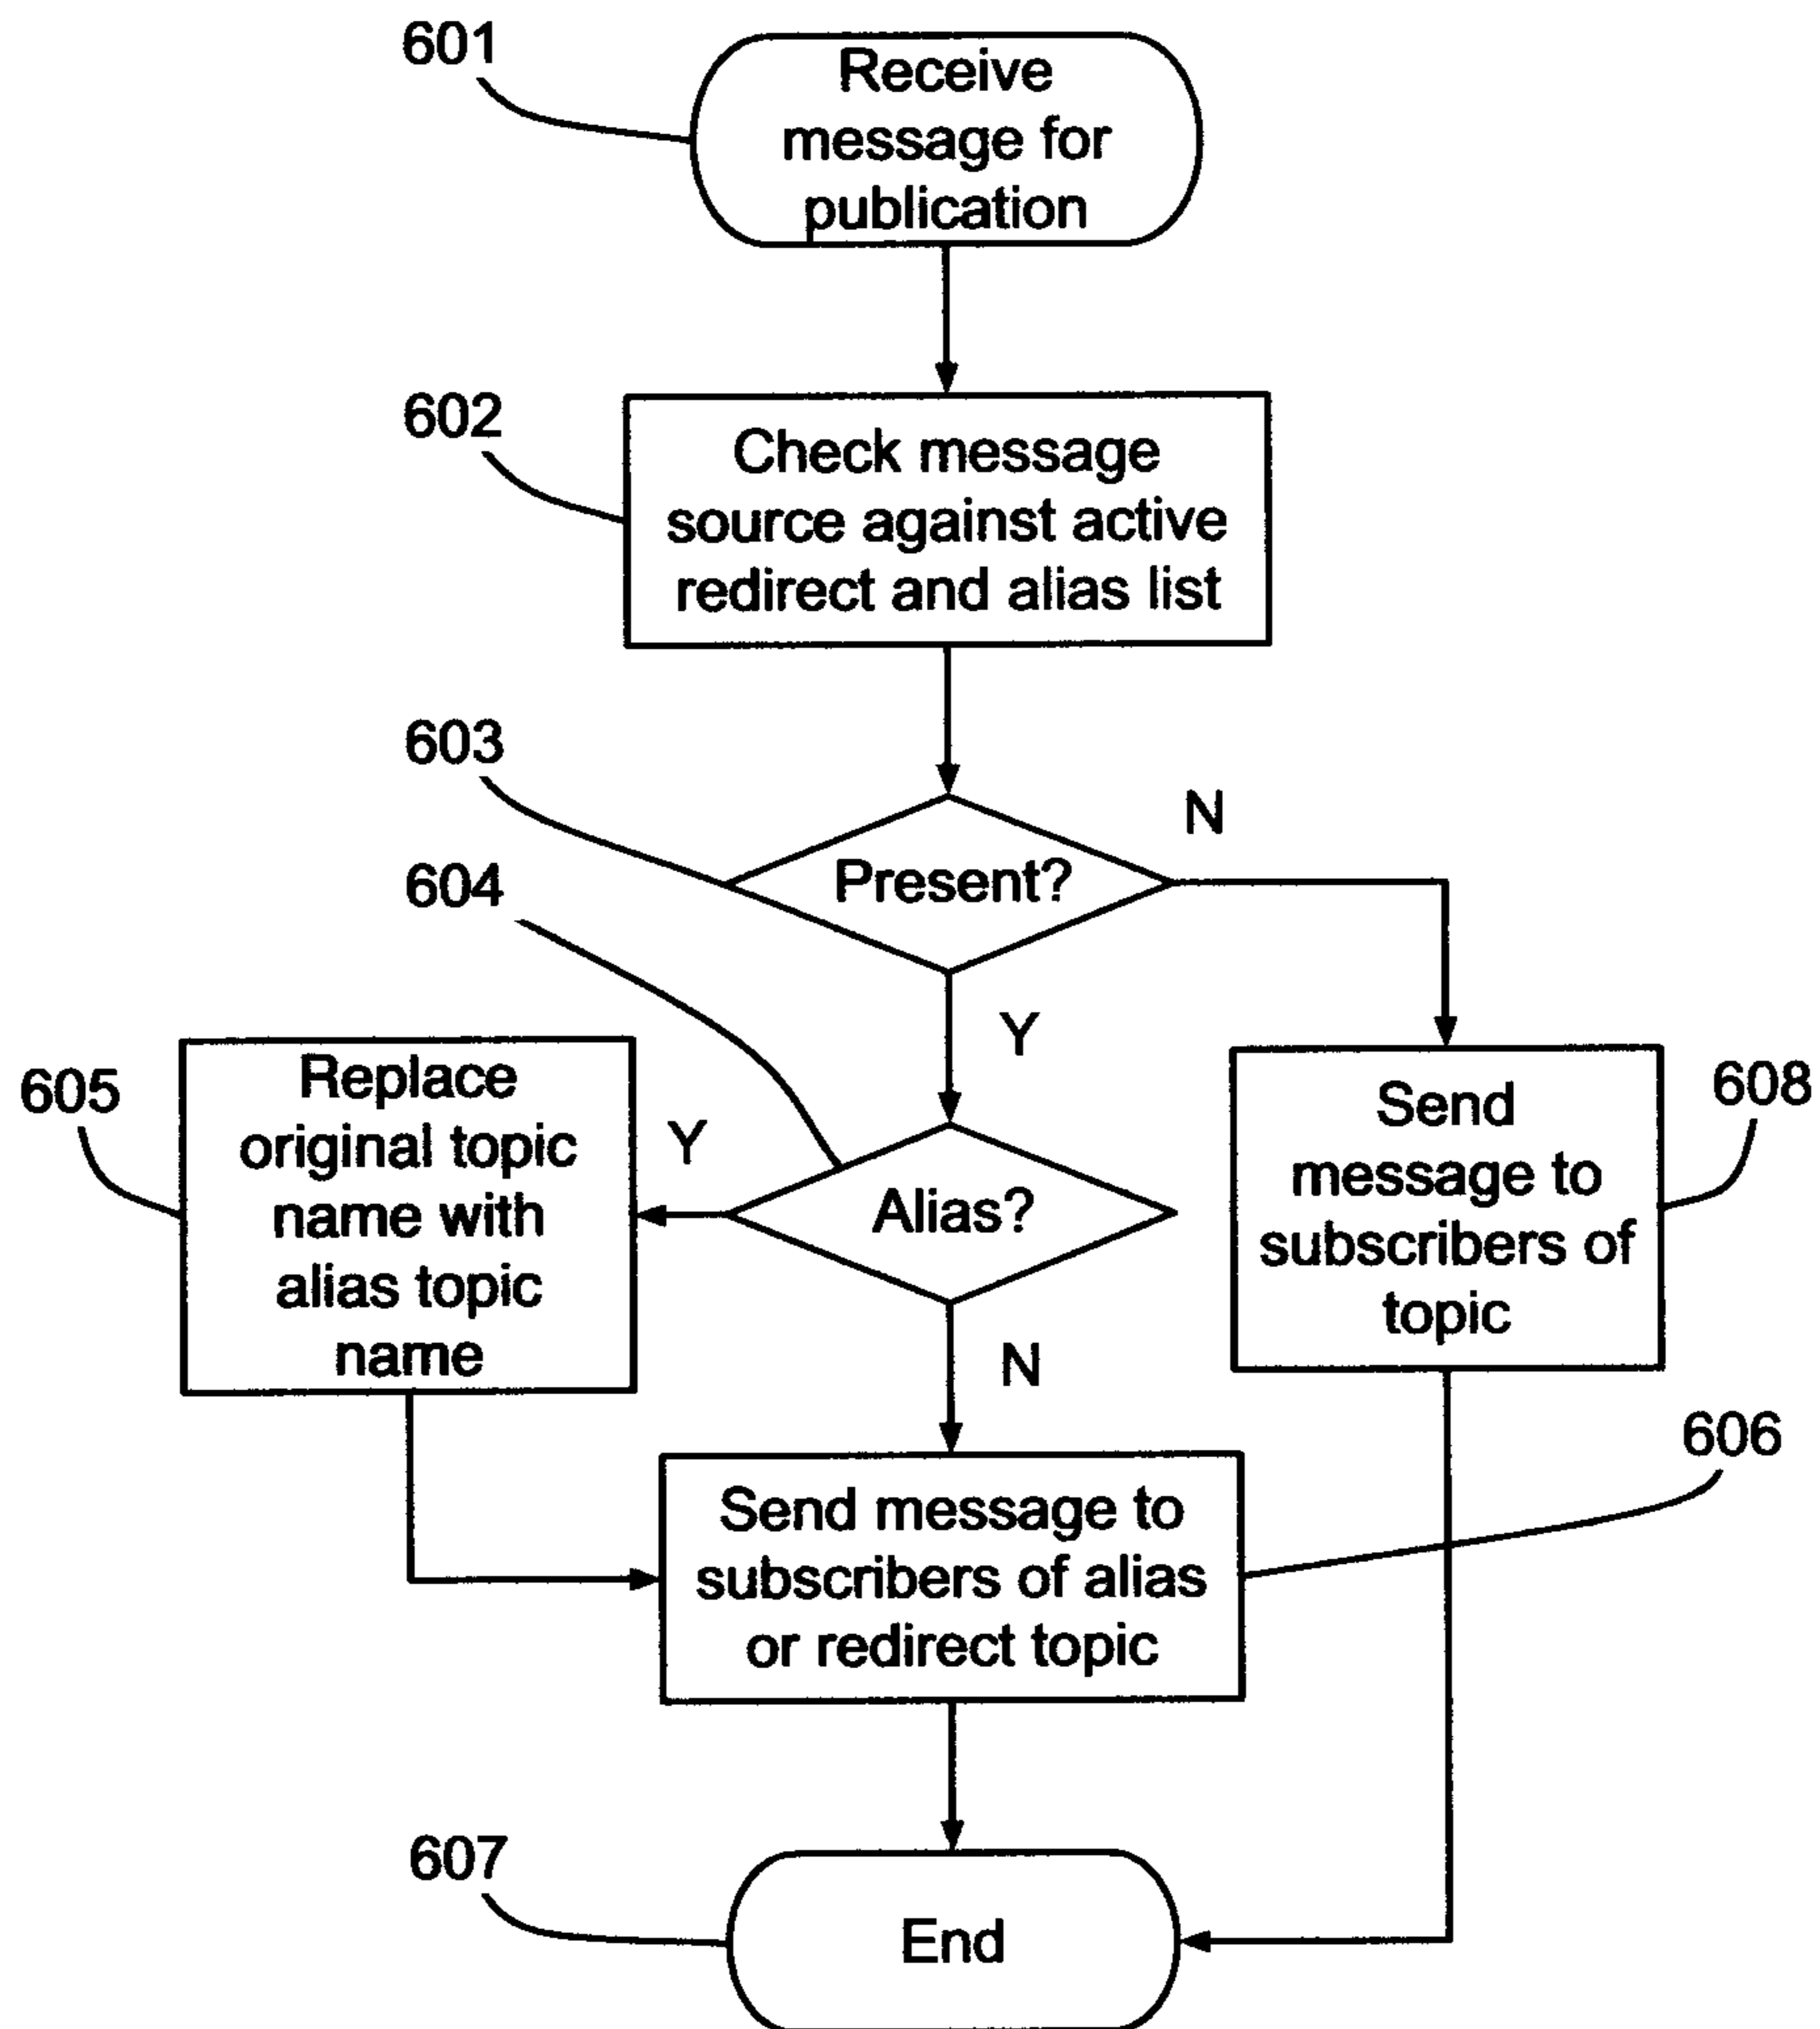 601
Receive
message for
publication
602
Check message
source against active
redirect and alias list
603
Present?
N
604
Y
605
Replace
original topic
name with
alias topic
name
Y
Alias?
608
Send
message to
subscribers of
topic
N
606
Send message to
subscribers of alias
or redirect topic
607
End